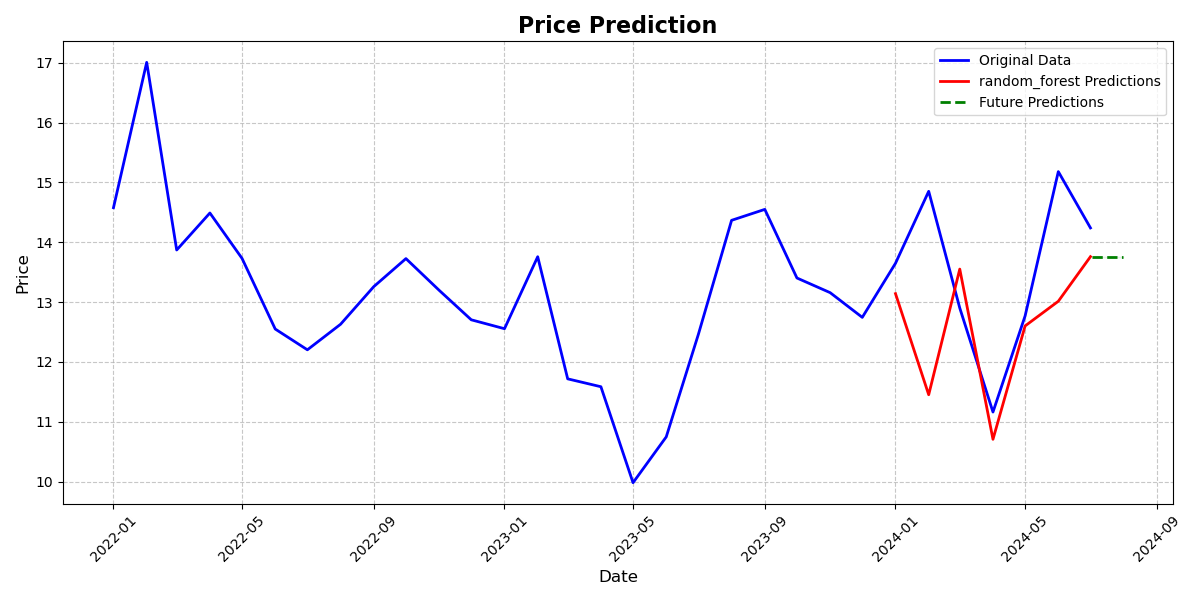 Price Prediction
Original Data
random_forest Predictions
Future Predictions
Price
17
16
15
14
13
12
11
10
2022-01
2022-05
2022-09
2023-01
2023-05
2023-09
2024-01
2024-05
2024-09
Date